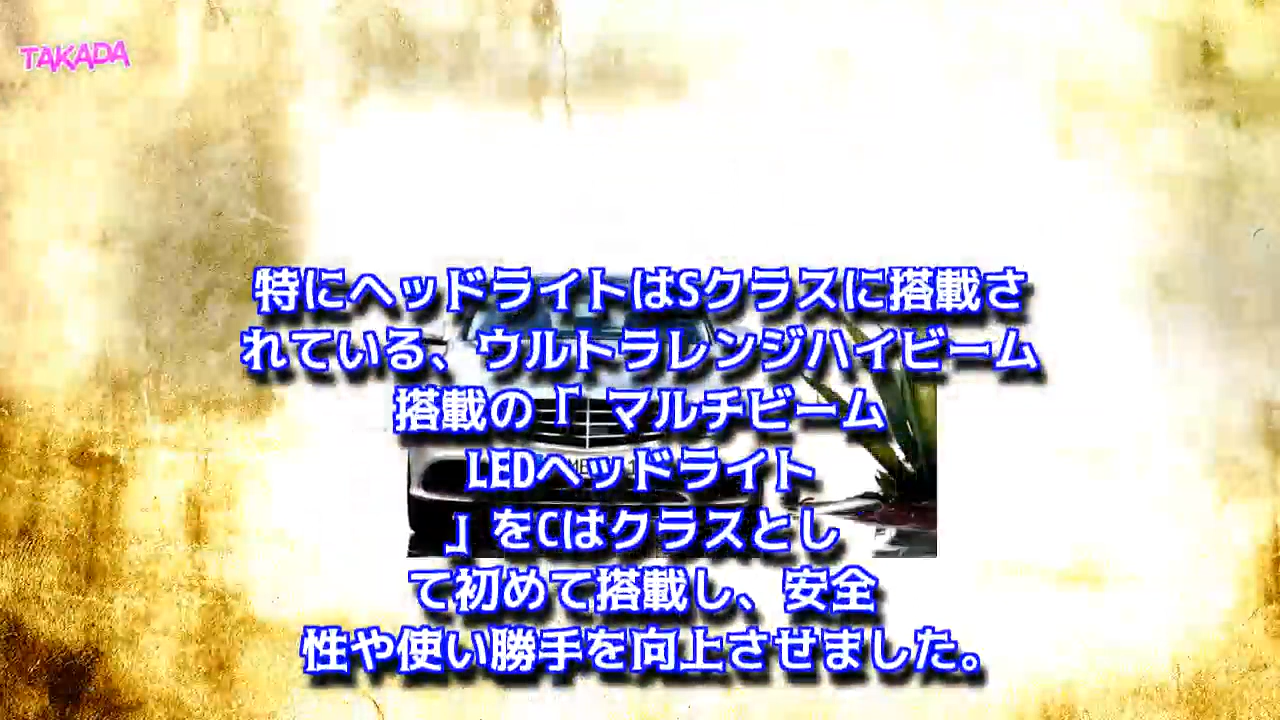 TAKADA
特にヘッドライトはSクラスに搭載さ
れている、ウルトラレンジハイビーム
搭載の「 マルチビーム
LEDヘッドライト
」をCはクラスとし
て初めて搭載し、安全
性や使い勝手を向上させました。